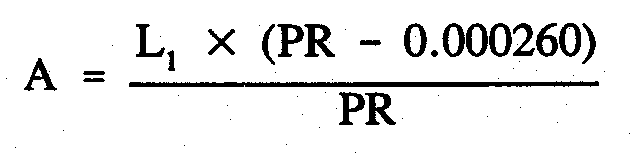 A = L₁ × (PR − 0.000260) / PR